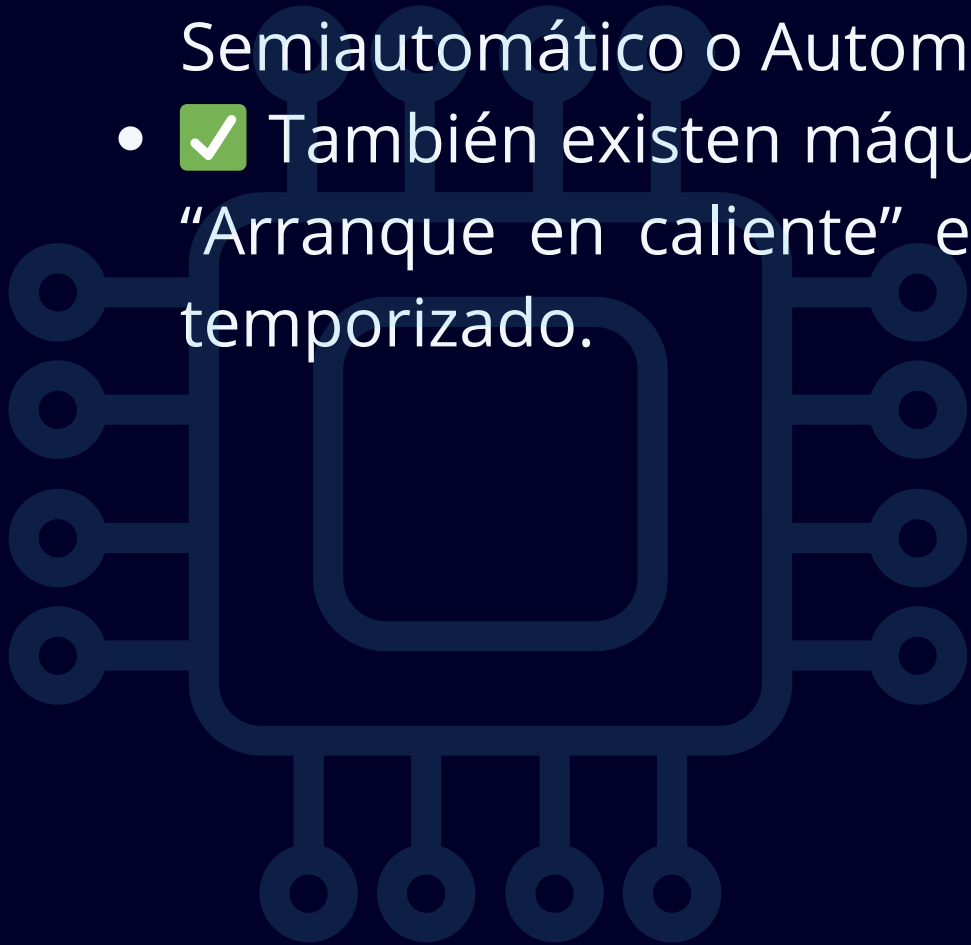 Semiautomático o Autom
• ✅ También existen máqu
“Arranque en caliente” e
temporizado.